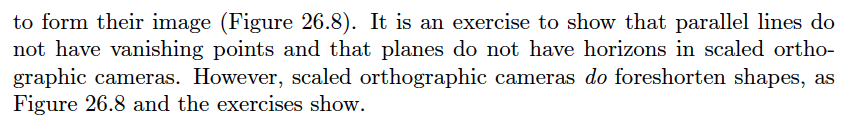 to form their image (Figure 26.8). It is an exercise to show that parallel lines do
not have vanishing points and that planes do not have horizons in scaled ortho-
graphic cameras. However, scaled orthographic cameras do foreshorten shapes, as
Figure 26.8 and the exercises show.